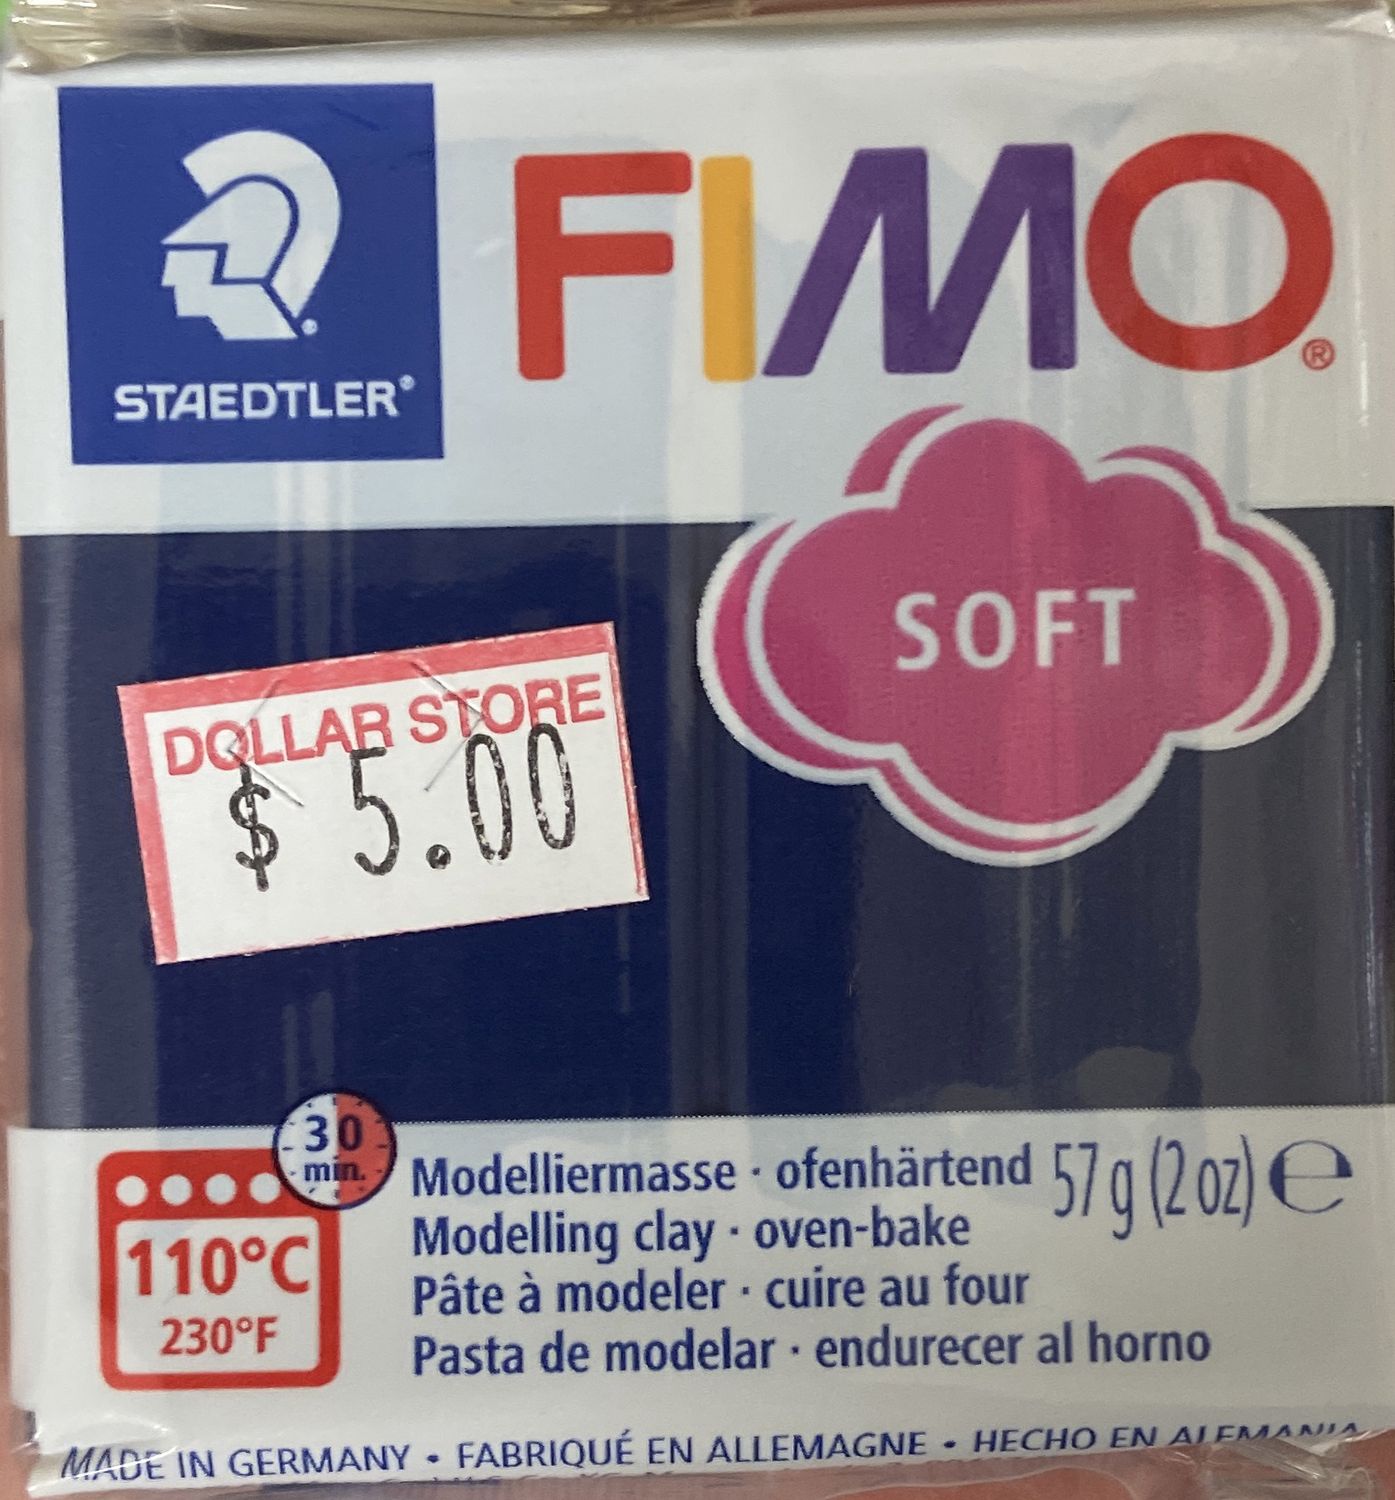 STAEDTLER®
FIMO®
SOFT
DOLLAR STORE
$ 5.00
30
min.
110°C
230°F
Modelliermasse · ofenhärtend 57 g (2 oz) ℮
Modelling clay · oven-bake
Pâte à modeler · cuire au four
Pasta de modelar · endurecer al horno
MADE IN GERMANY • FABRIQUÉ EN ALLEMAGNE • HECHO EN ALEMANIA